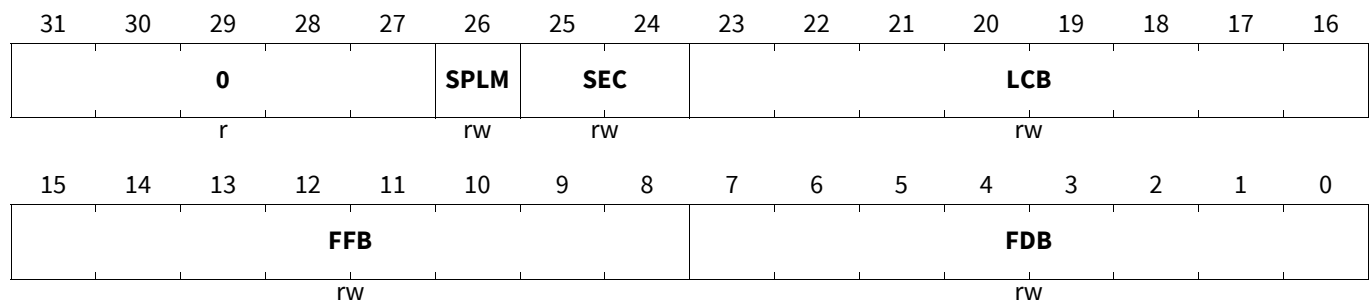 31 30 29 28 27 26 25 24 23 22 21 20 19 18 17 16
0 SPLM SEC LCB
r rw rw rw
15 14 13 12 11 10 9 8 7 6 5 4 3 2 1 0
FFB FDB
rw rw